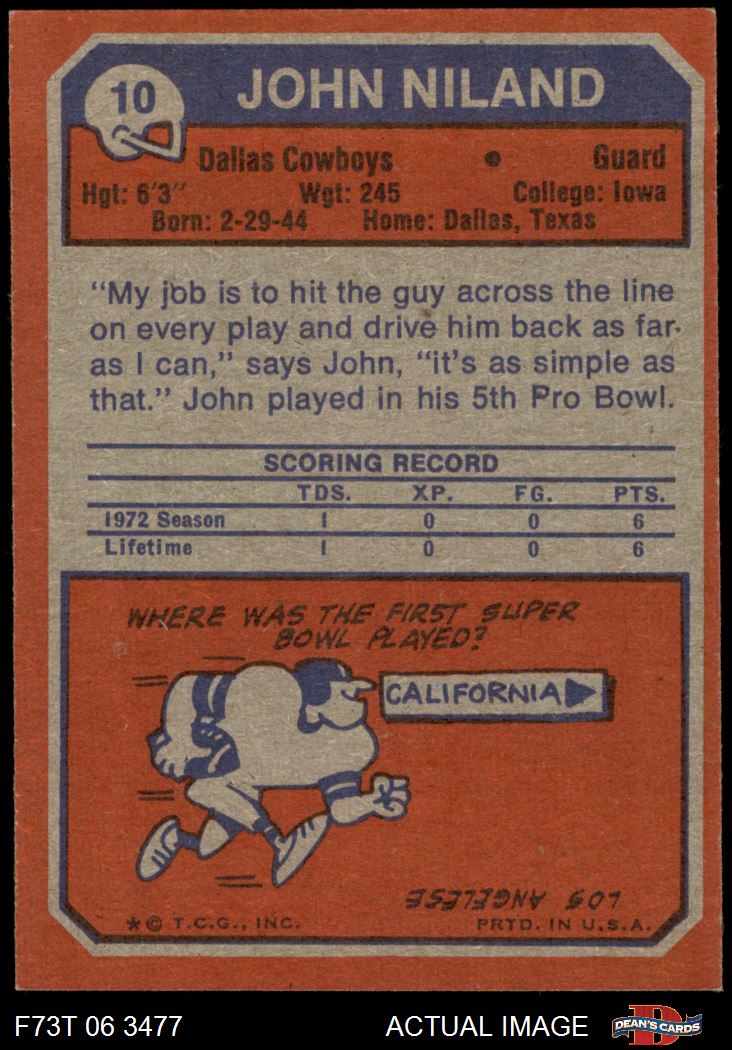 10
JOHN NILAND
Dallas Cowboys • Guard
Hgt: 6'3" Wgt: 245 College: Iowa
Born: 2-29-44 Home: Dallas, Texas
"My job is to hit the guy across the line
on every play and drive him back as far
as I can," says John, "it's as simple as
that." John played in his 5th Pro Bowl.
SCORING RECORD
TDS. XP. FG. PTS.
1972 Season 1 0 0 6
Lifetime 1 0 0 6
WHERE WAS THE FIRST SUPER
BOWL PLAYED?
CALIFORNIA
LOS ANGELES
* © T.C.G., INC. PRTD. IN U.S.A.
F73T 06 3477 ACTUAL IMAGE
DEAN'S CARDS